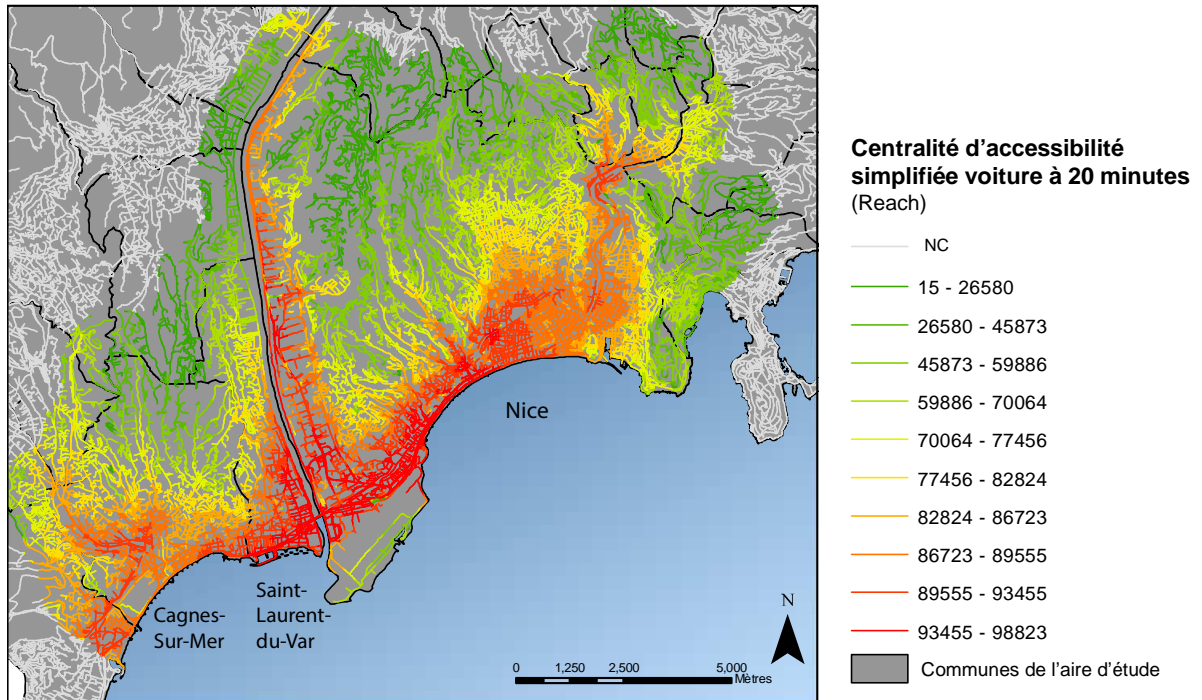 Nice
Cagnes-
Sur-Mer
Saint-
Laurent-
du-Var
N
0 1,250 2,500 5,000
Mètres
Centralité d'accessibilité
simplifiée voiture à 20 minutes
(Reach)
NC
15 - 26580
26580 - 45873
45873 - 59886
59886 - 70064
70064 - 77456
77456 - 82824
82824 - 86723
86723 - 89555
89555 - 93455
93455 - 98823
Communes de l'aire d'étude